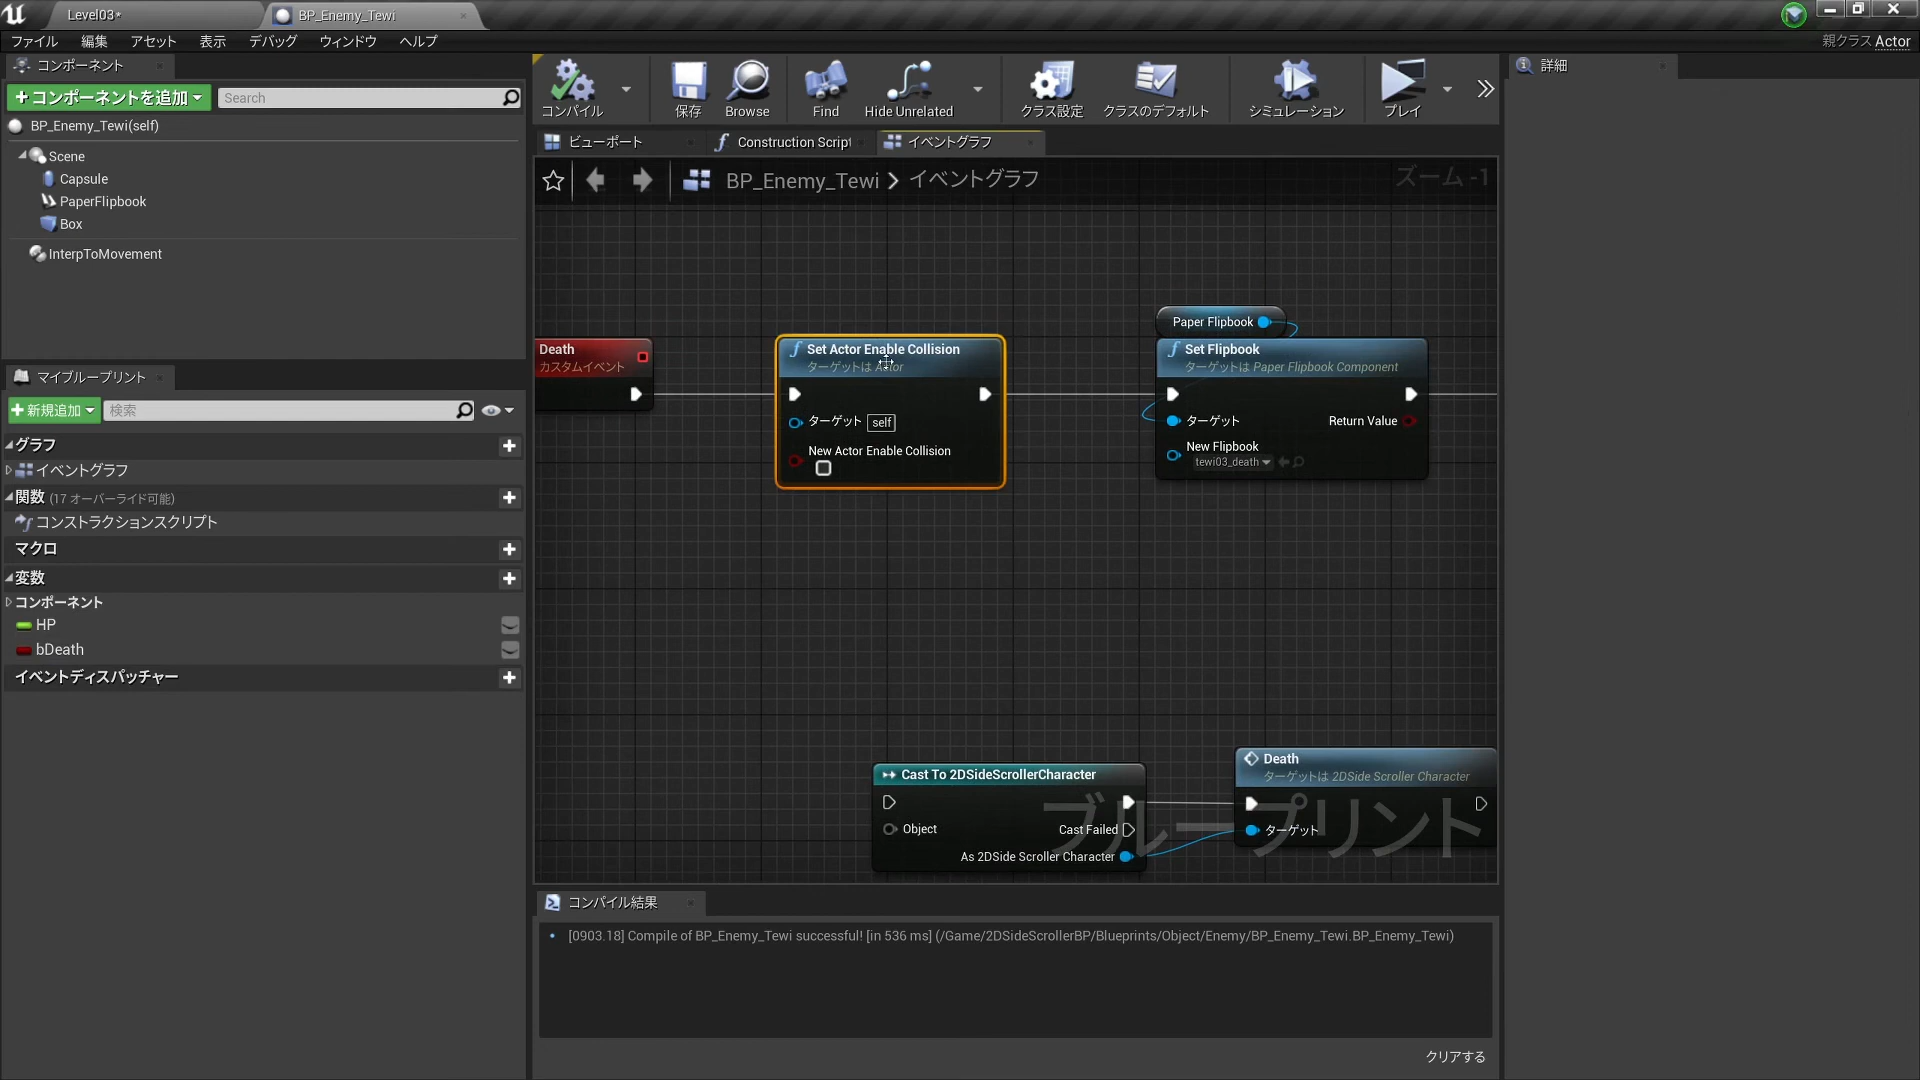 Level03*
BP_Enemy_Tewi
ファイル 編集 アセット 表示 デバッグ ウィンドウ ヘルプ
親クラス Actor
コンポーネント
詳細
+コンポーネントを追加
Search
コンパイル
保存
Browse
Find
Hide Unrelated
クラス設定
クラスのデフォルト
シミュレーション
プレイ
BP_Enemy_Tewi(self)
Scene
Capsule
PaperFlipbook
Box
InterpToMovement
ビューポート
Construction Script
イベントグラフ
BP_Enemy_Tewi > イベントグラフ
ズーム -1
マイブループリント
+新規追加
検索
グラフ
イベントグラフ
関数 (17 オーバーライド可能)
コンストラクションスクリプト
マクロ
変数
コンポーネント
HP
bDeath
イベントディスパッチャー
Death
カスタムイベント
Set Actor Enable Collision
ターゲットは Actor
ターゲット self
New Actor Enable Collision
Paper Flipbook
Set Flipbook
ターゲットは Paper Flipbook Component
ターゲット
Return Value
New Flipbook
tewi03_death
Cast To 2DSideScrollerCharacter
Object
Cast Failed
As 2DSide Scroller Character
Death
ターゲットは 2DSide Scroller Character
ターゲット
ブループリント
コンパイル結果
[0903.18] Compile of BP_Enemy_Tewi successful! [in 536 ms] (/Game/2DSideScrollerBP/Blueprints/Object/Enemy/BP_Enemy_Tewi.BP_Enemy_Tewi)
クリアする